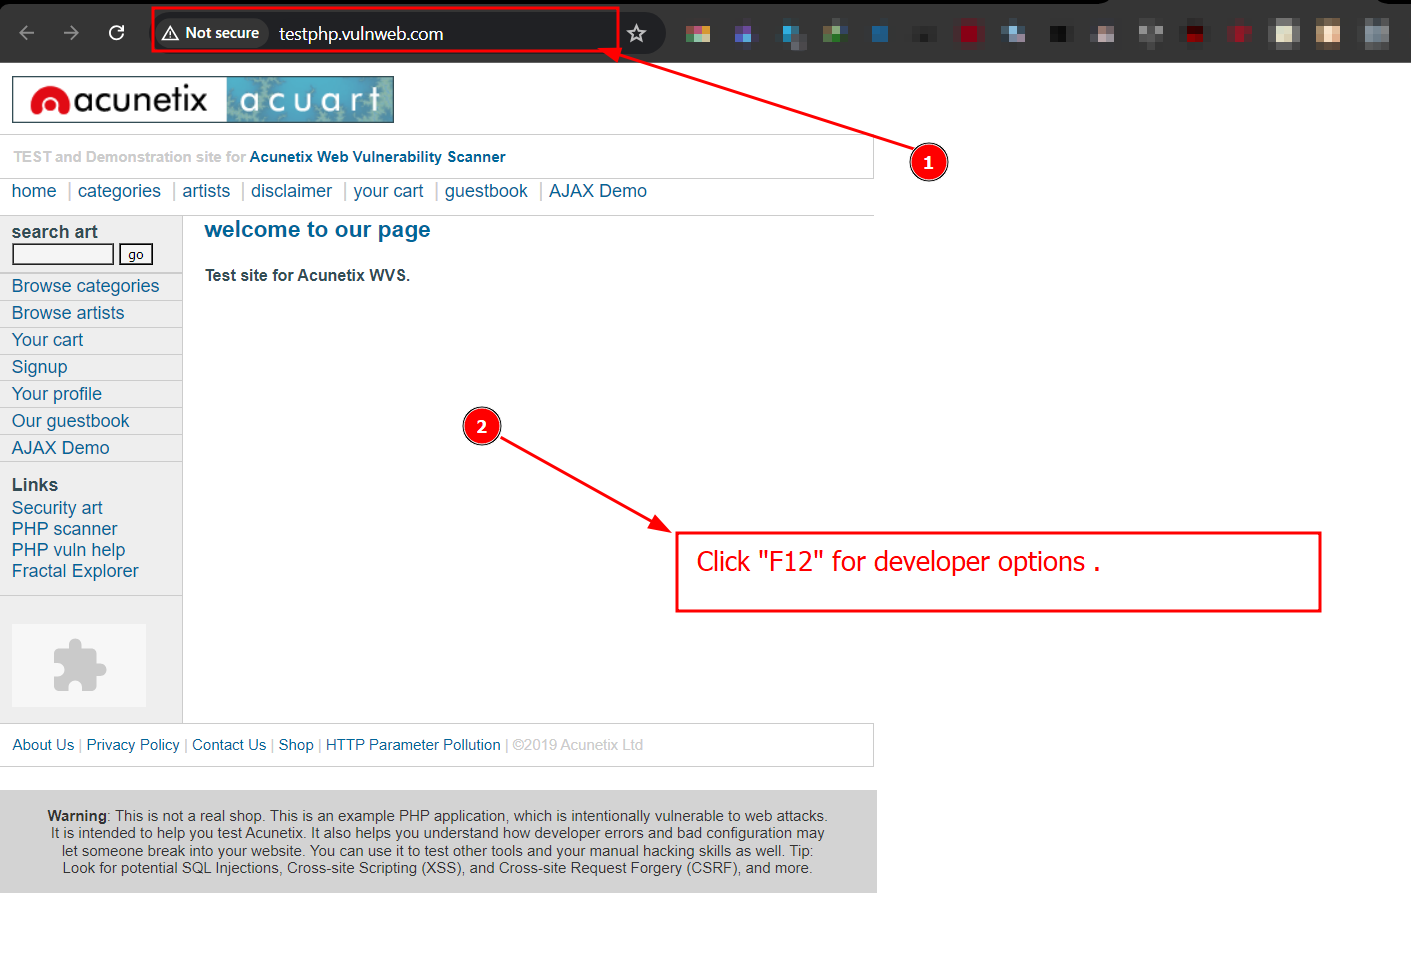 Not secure testphp.vulnweb.com
acunetix acuart
1
TEST and Demonstration site for Acunetix Web Vulnerability Scanner
home | categories | artists | disclaimer | your cart | guestbook | AJAX Demo
search art
go
Browse categories
Browse artists
Your cart
Signup
Your profile
Our guestbook
AJAX Demo
Links
Security art
PHP scanner
PHP vuln help
Fractal Explorer
welcome to our page
Test site for Acunetix WVS.
2
Click "F12" for developer options .
About Us | Privacy Policy | Contact Us | Shop | HTTP Parameter Pollution | ©2019 Acunetix Ltd
Warning: This is not a real shop. This is an example PHP application, which is intentionally vulnerable to web attacks.
It is intended to help you test Acunetix. It also helps you understand how developer errors and bad configuration may
let someone break into your website. You can use it to test other tools and your manual hacking skills as well. Tip:
Look for potential SQL Injections, Cross-site Scripting (XSS), and Cross-site Request Forgery (CSRF), and more.